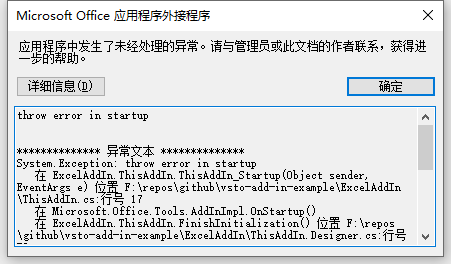 Microsoft Office 应用程序外接程序
应用程序中发生了未经处理的异常。请与管理员或此文档的作者联系，获得进
一步的帮助。
详细信息(D)
确定
throw error in startup
************** 异常文本 **************
System.Exception: throw error in startup
在 ExcelAddIn.ThisAddIn.ThisAddIn_Startup(Object sender,
EventArgs e) 位置 F:\repos\github\vsto-add-in-example\ExcelAddIn
\ThisAddIn.cs:行号 17
在 Microsoft.Office.Tools.AddInImpl.OnStartup()
在 ExcelAddIn.ThisAddIn.FinishInitialization() 位置 F:\repos
\github\vsto-add-in-example\ExcelAddIn\ThisAddIn.Designer.cs:行号